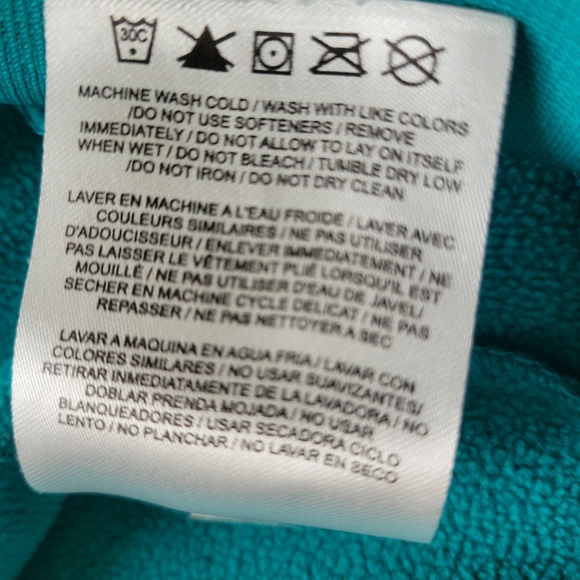 30C
MACHINE WASH COLD / WASH WITH LIKE COLORS
/DO NOT USE SOFTENERS / REMOVE
IMMEDIATELY / DO NOT ALLOW TO LAY ON ITSELF
WHEN WET / DO NOT BLEACH / TUMBLE DRY LOW
/DO NOT IRON / DO NOT DRY CLEAN
LAVER EN MACHINE A L'EAU FROIDE / LAVER AVEC
COULEURS SIMILAIRES / NE PAS UTILISER
D'ADOUCISSEUR / ENLEVER IMMEDIATEMENT / NE
PAS LAISSER LE VÊTEMENT PLIÉ LORSQU'IL EST
MOUILLÉ / NE PAS UTILISER D'EAU DE JAVEL/
SECHER EN MACHINE CYCLE DELICAT / NE PAS
REPASSER / NE PAS NETTOYER A SEC
LAVAR A MAQUINA EN AGUA FRIA / LAVAR CON
COLORES SIMILARES / NO USAR SUAVIZANTES/
RETIRAR INMEDIATAMENTE DE LA LAVADORA / NO
DOBLAR PRENDA MOJADA / NO USAR
BLANQUEADORES / USAR SECADORA CICLO
LENTO / NO PLANCHAR / NO LAVAR EN SECO